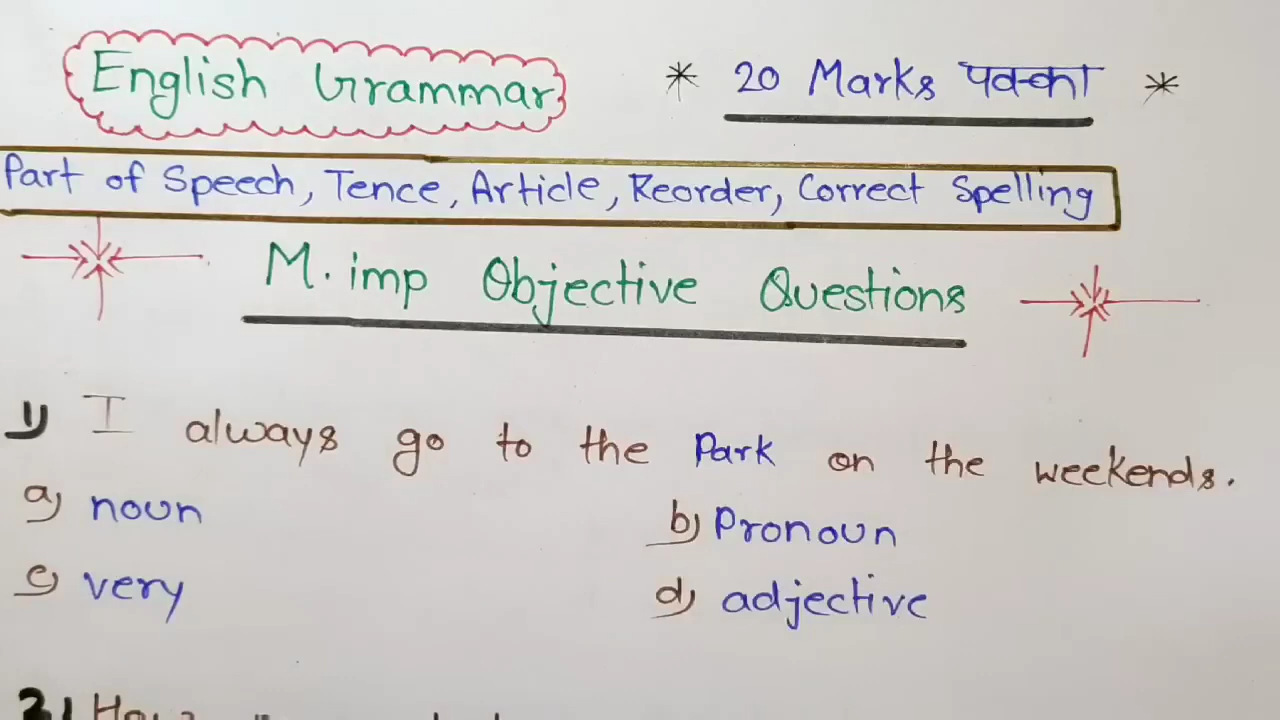 English Grammar
* 20 Marks पक्का *
Part of Speech, Tence, Article, Reorder, Correct Spelling
M. imp Objective Questions
1) I always go to the Park on the weekends.
a) noun b) Pronoun
c) very d) adjective
2)